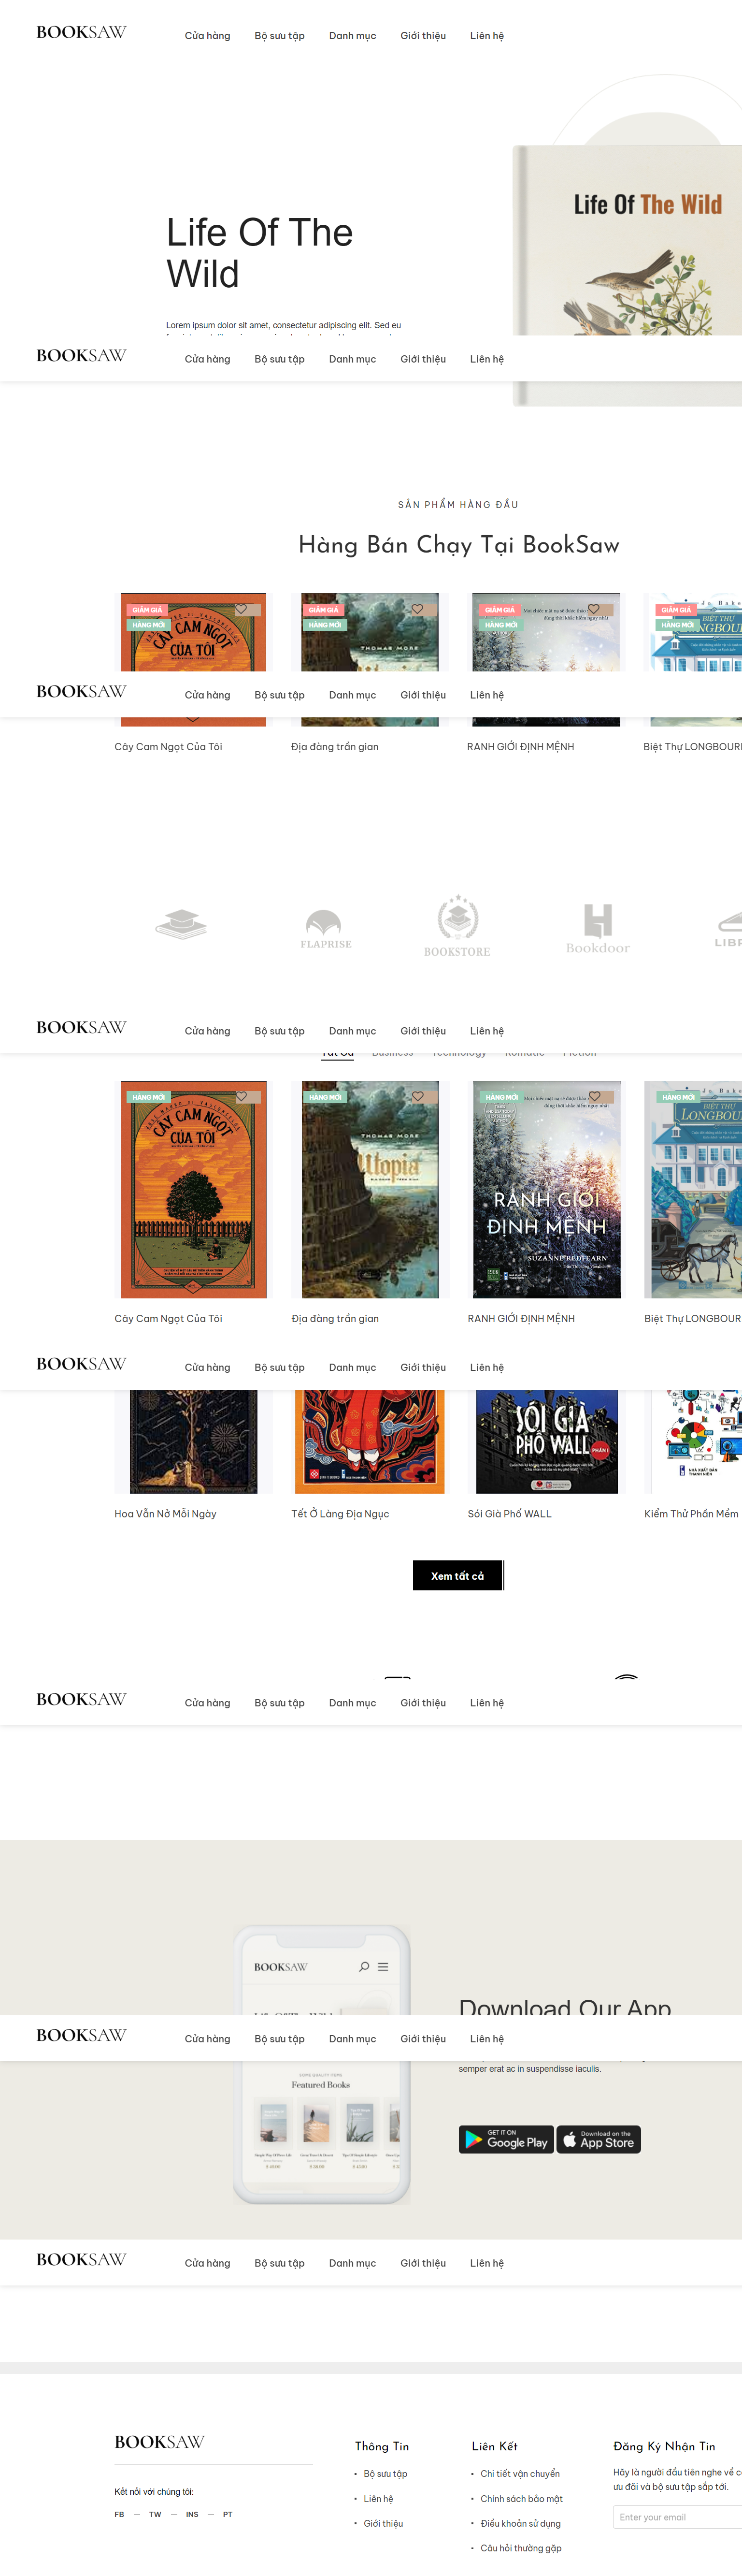 BOOKSAW
Cửa hàng Bộ sưu tập Danh mục Giới thiệu Liên hệ
Life Of The Wild
Life Of The
Wild
Lorem ipsum dolor sit amet, consectetur adipiscing elit. Sed eu
BOOKSAW
Cửa hàng Bộ sưu tập Danh mục Giới thiệu Liên hệ
SẢN PHẨM HÀNG ĐẦU
Hàng Bán Chạy Tại BookSaw
GIẢM GIÁ GIẢM GIÁ GIẢM GIÁ GIẢM GIÁ
HÀNG MỚI HÀNG MỚI HÀNG MỚI HÀNG MỚI
CÂY CAM NGỌT
CỦA TÔI
THOMAS MORE
BIỆT THỰ
BOOKSAW
Cửa hàng Bộ sưu tập Danh mục Giới thiệu Liên hệ
Cây Cam Ngọt Của Tôi Địa đàng trần gian RANH GIỚI ĐỊNH MỆNH Biệt Thự LONGBOUR
FLAPRISE
BOOKSTORE
Bookdoor
LIB
BOOKSAW
Cửa hàng Bộ sưu tập Danh mục Giới thiệu Liên hệ
Tất Cả Business Technology Romatic Fiction
HÀNG MỚI HÀNG MỚI HÀNG MỚI HÀNG MỚI
CÂY CAM NGỌT
CỦA TÔI
THOMAS MORE
Utopia
RANH GIỚI
ĐỊNH MỆNH
SUZANNE REDFEARN
BIỆT THỰ
LONGBOUR
Cây Cam Ngọt Của Tôi Địa đàng trần gian RANH GIỚI ĐỊNH MỆNH Biệt Thự LONGBOUR
BOOKSAW
Cửa hàng Bộ sưu tập Danh mục Giới thiệu Liên hệ
SÓI GIÀ
PHỐ WALL
PHẦN 1
Hoa Vẫn Nở Mỗi Ngày Tết Ở Làng Địa Ngục Sói Già Phố WALL Kiểm Thử Phần Mềm
Xem tất cả
BOOKSAW
Cửa hàng Bộ sưu tập Danh mục Giới thiệu Liên hệ
BOOKSAW
Download Our App
BOOKSAW
Cửa hàng Bộ sưu tập Danh mục Giới thiệu Liên hệ
semper erat ac in suspendisse iaculis.
Featured Books
GET IT ON
Google Play
Download on the
App Store
BOOKSAW
Cửa hàng Bộ sưu tập Danh mục Giới thiệu Liên hệ
BOOKSAW
Kết nối với chúng tôi:
FB — TW — INS — PT
Thông Tin
Bộ sưu tập
Liên hệ
Giới thiệu
Liên Kết
Chi tiết vận chuyển
Chính sách bảo mật
Điều khoản sử dụng
Câu hỏi thường gặp
Đăng Ký Nhận Tin
Hãy là người đầu tiên nghe về c
ưu đãi và bộ sưu tập sắp tới.
Enter your email